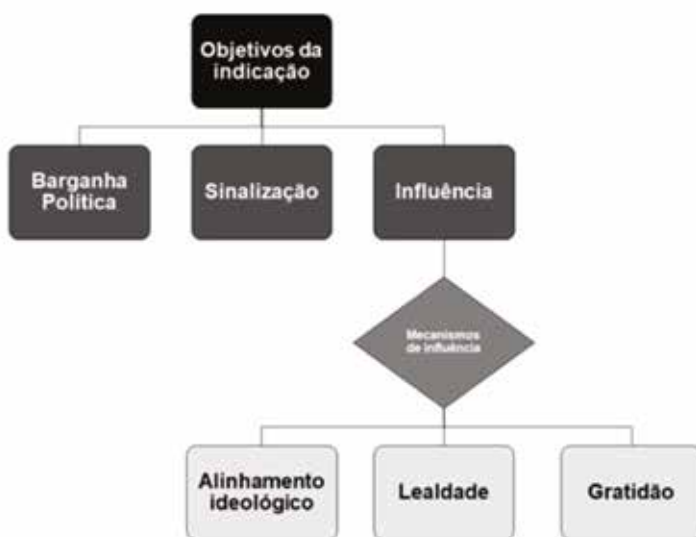 Objetivos da
indicação
Barganha
Política
Sinalização
Influência
Mecanismos
de influência
Alinhamento
ideológico
Lealdade
Gratidão